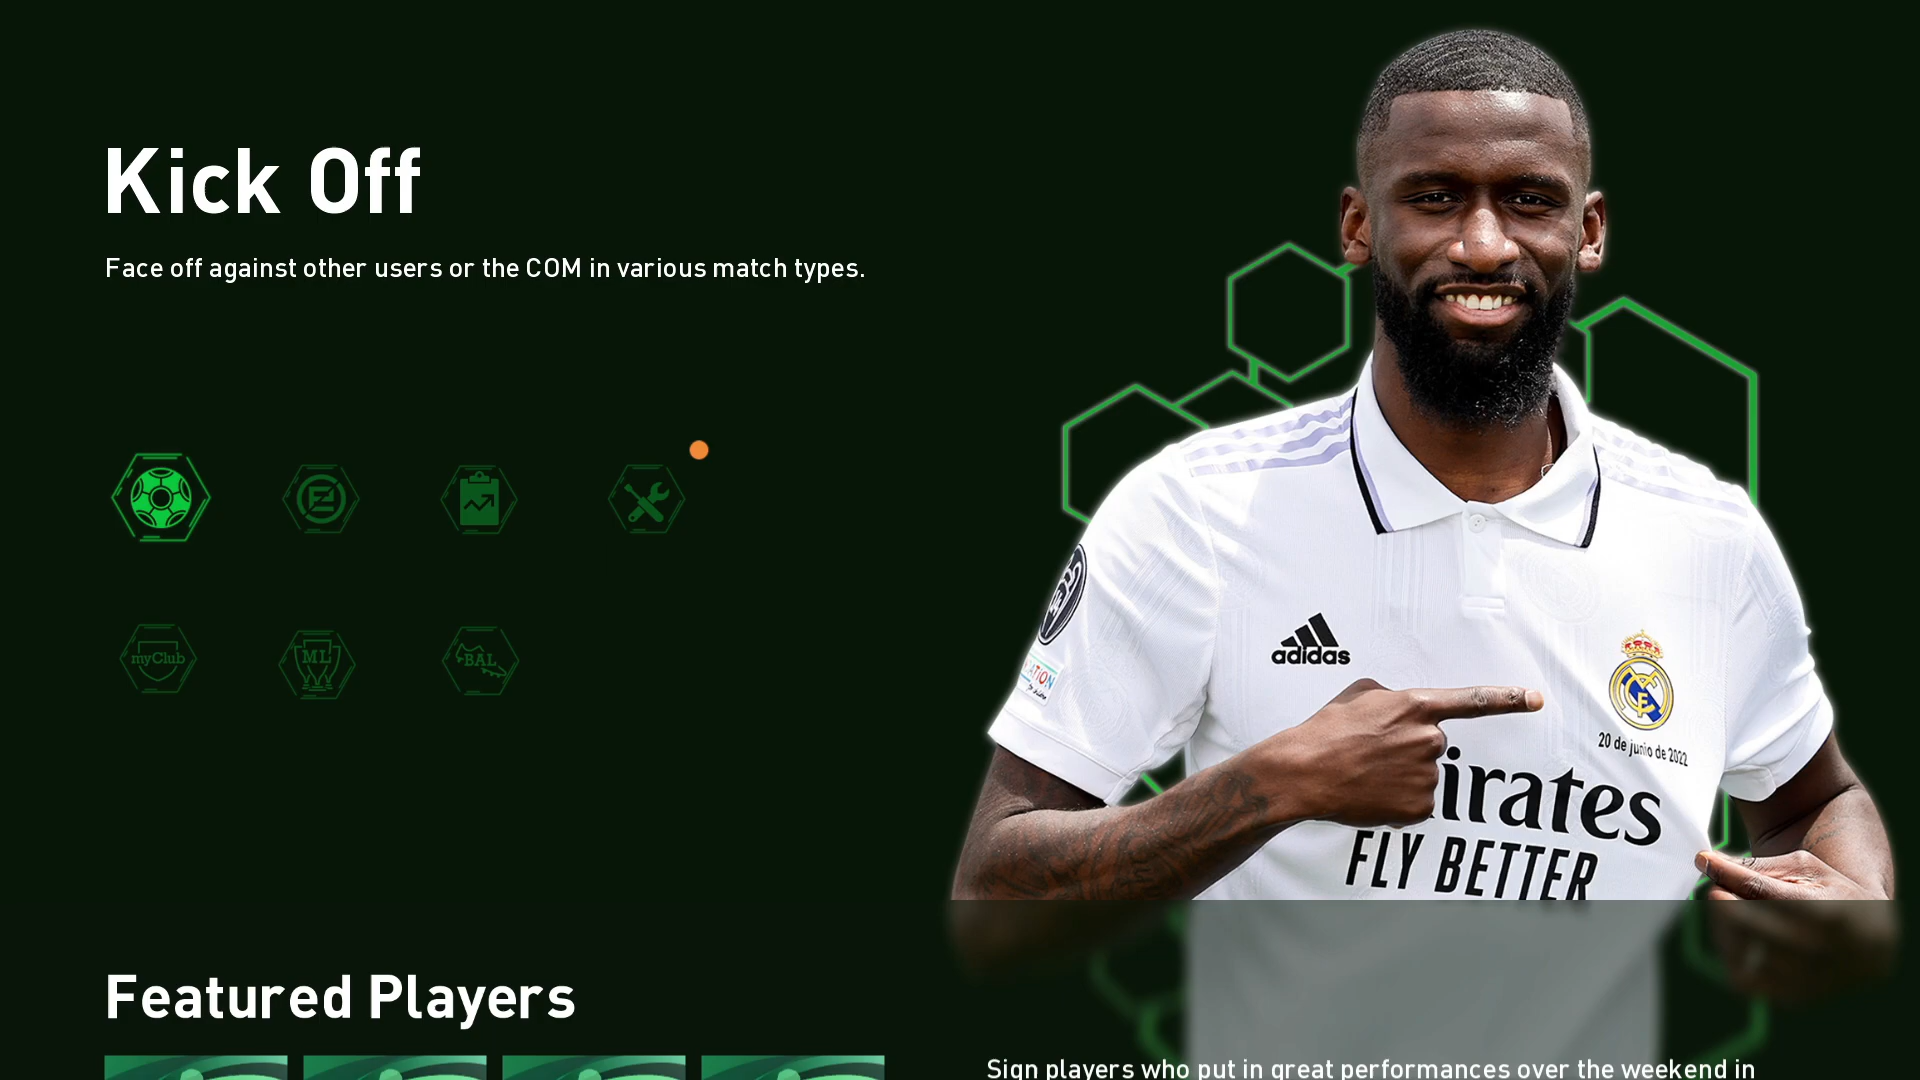 Kick Off
Face off against other users or the COM in various match types.
myClub
ML
BAL
adidas
20 de junio de 2022
irates
FLY BETTER
Featured Players
Sign players who put in great performances over the weekend in